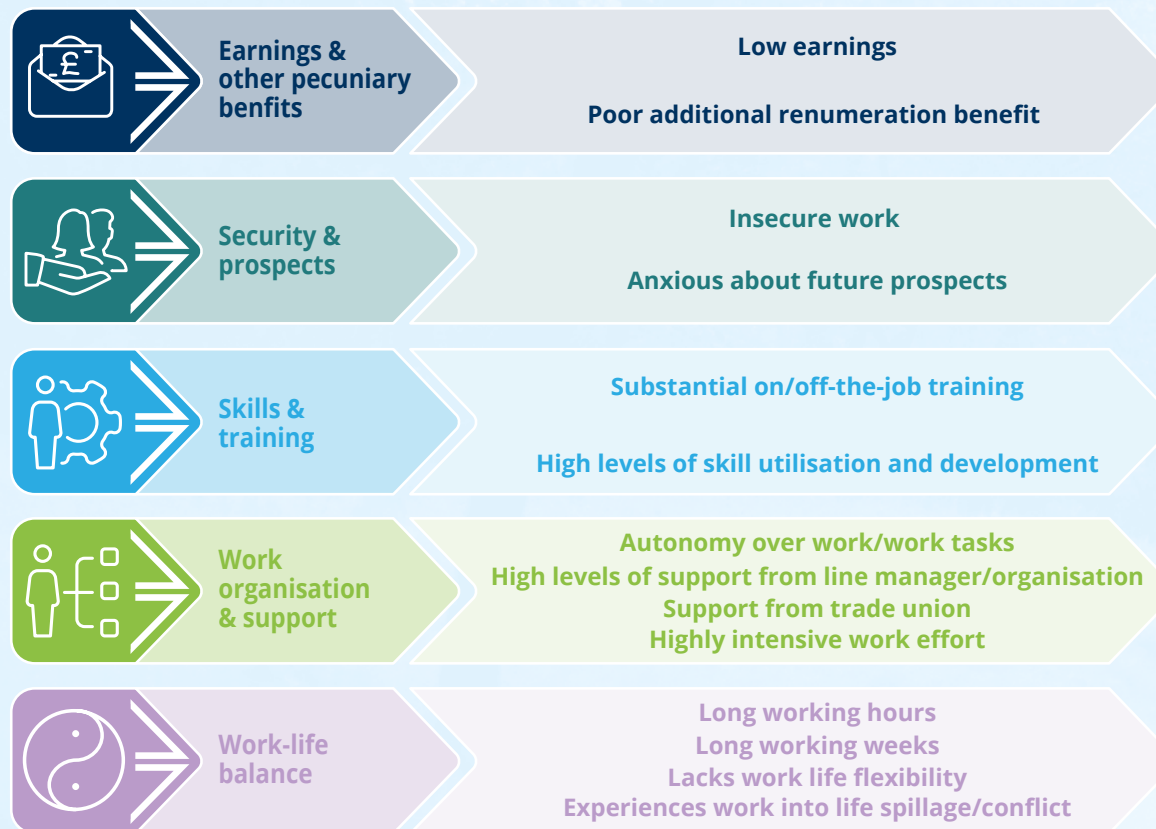 £
Earnings &
other pecuniary
benfits
Low earnings
Poor additional renumeration benefit
Security &
prospects
Insecure work
Anxious about future prospects
Skills &
training
Substantial on/off-the-job training
High levels of skill utilisation and development
Work
organisation
& support
Autonomy over work/work tasks
High levels of support from line manager/organisation
Support from trade union
Highly intensive work effort
Work-life
balance
Long working hours
Long working weeks
Lacks work life flexibility
Experiences work into life spillage/conflict